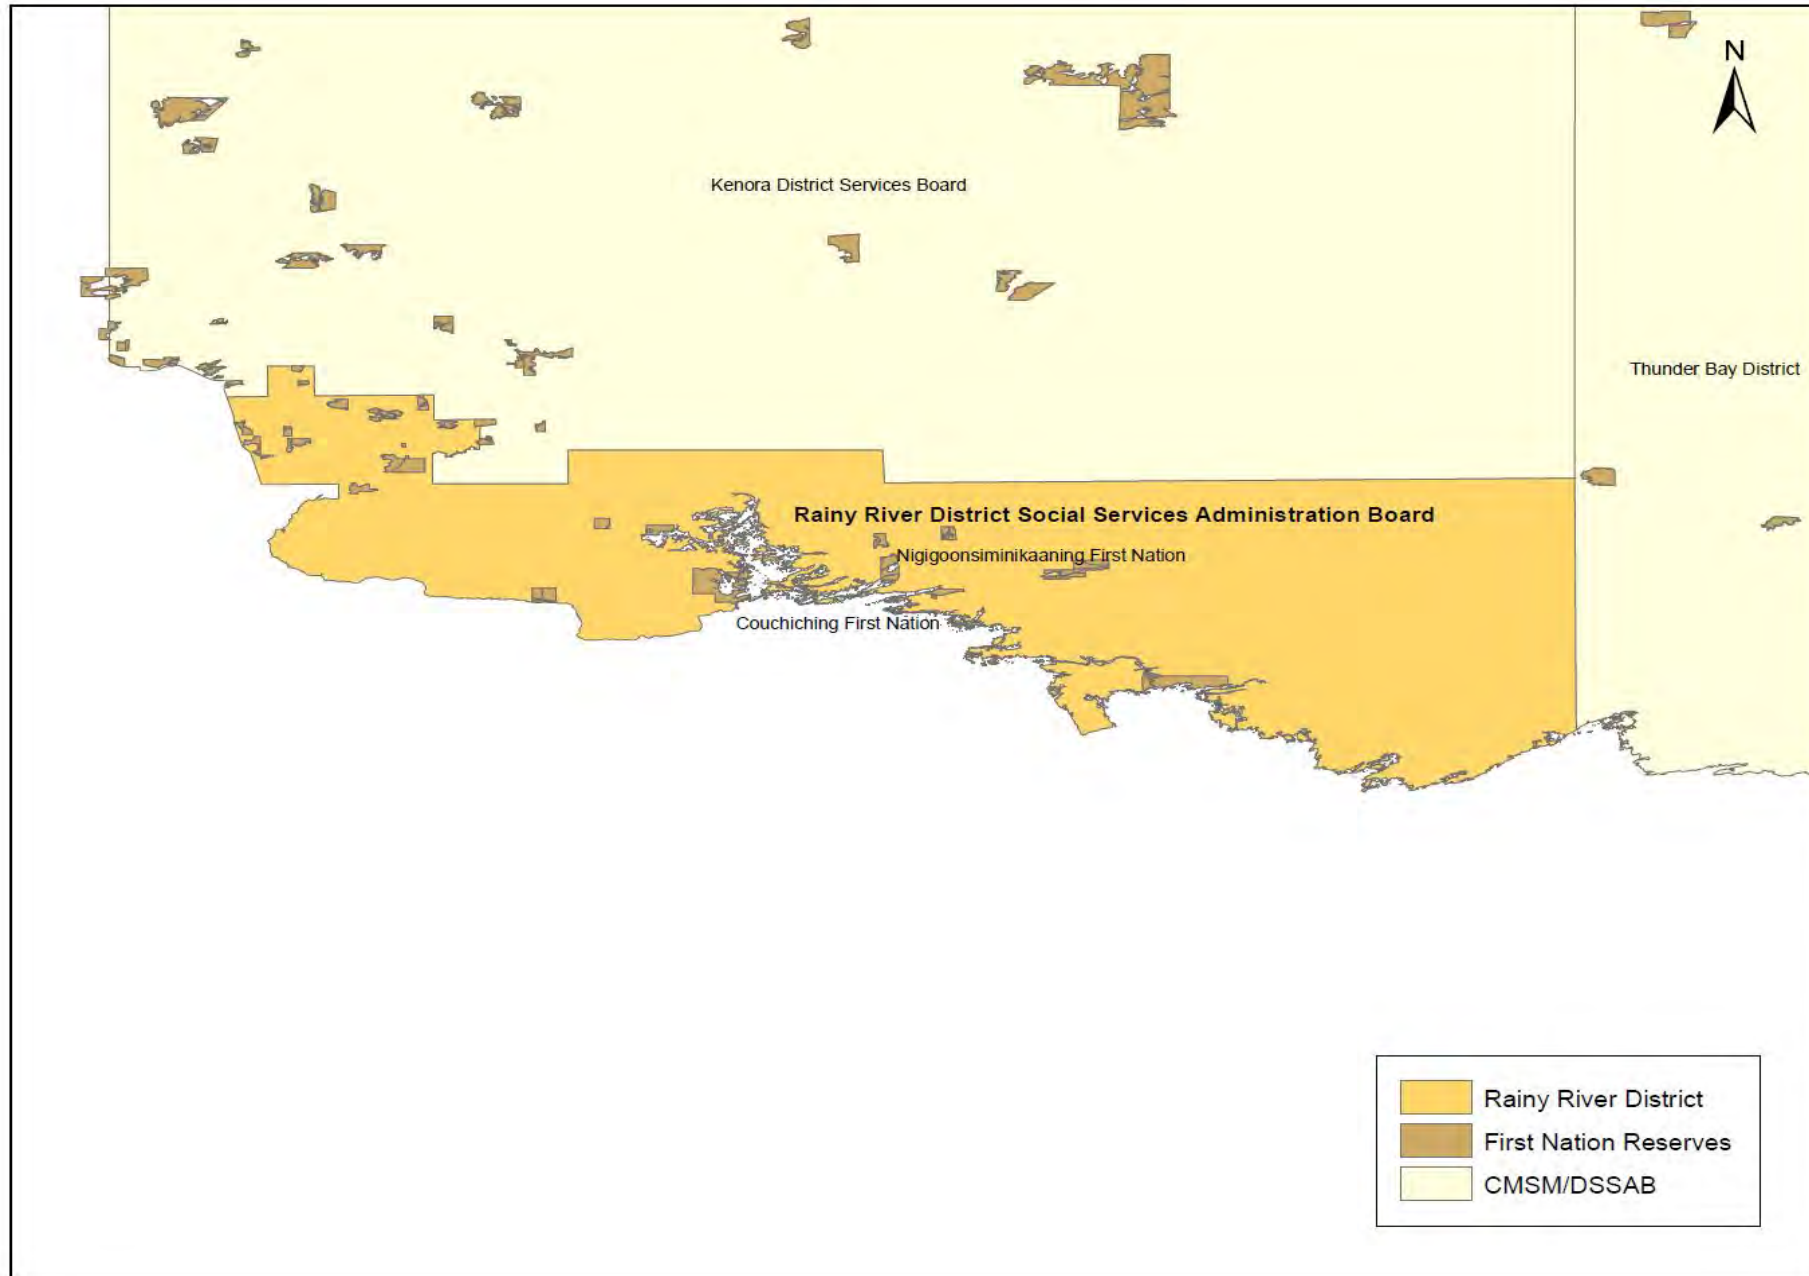 N
Kenora District Services Board
Thunder Bay District
Rainy River District Social Services Administration Board
Nigigoonsiminikaaning First Nation
Couchiching First Nation
Rainy River District
First Nation Reserves
CMSM/DSSAB